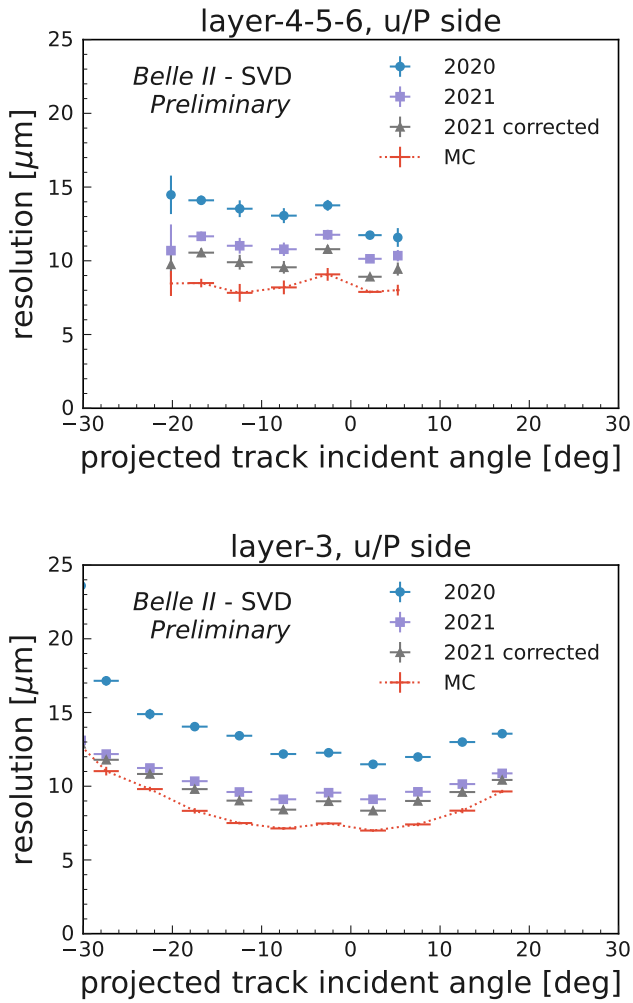 layer-4-5-6, u/P side
Belle II - SVD
Preliminary
2020
2021
2021 corrected
MC
resolution [μm]
25
20
15
10
5
0
−30 −20 −10 0 10 20 30
projected track incident angle [deg]
layer-3, u/P side
Belle II - SVD
Preliminary
2020
2021
2021 corrected
MC
resolution [μm]
25
20
15
10
5
0
−30 −20 −10 0 10 20 30
projected track incident angle [deg]